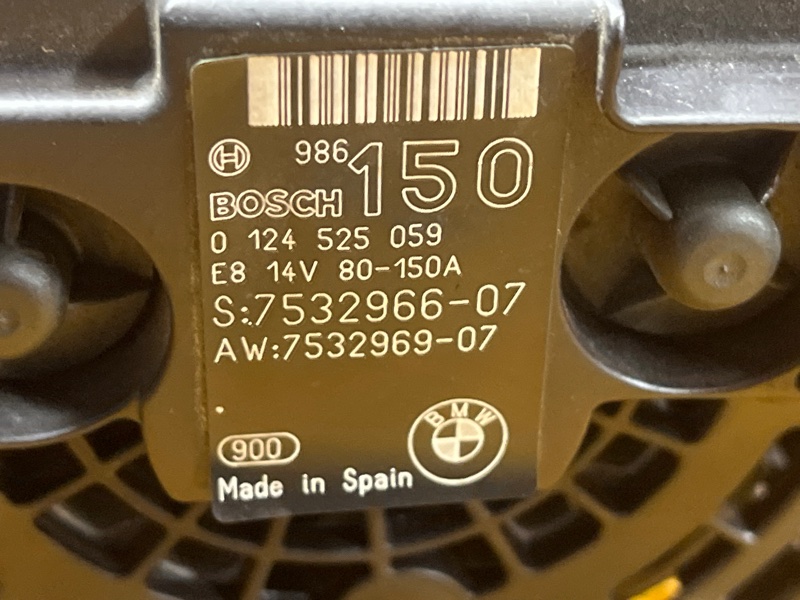 986 150
BOSCH
0 124 525 059
E8 14V 80-150A
S:7532966-07
AW:7532969-07
900
BMW
Made in Spain